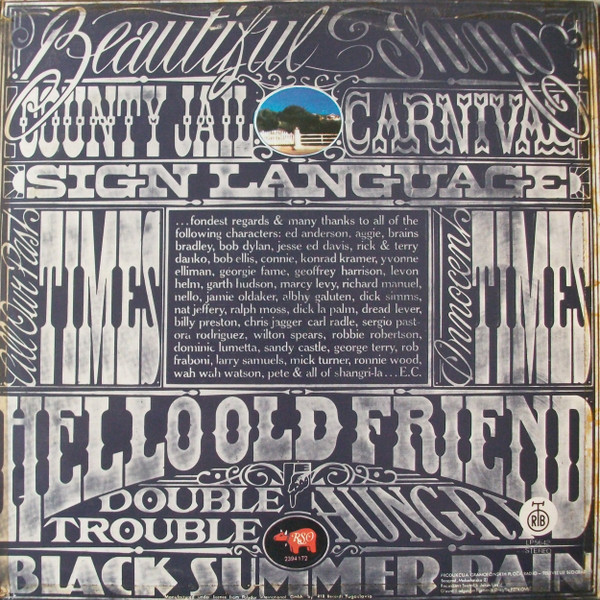 Beautiful Thing
COUNTY JAIL CARNIVAL
SIGN LANGUAGE
All Our Past TIMES
...fondest regards & many thanks to all of the
following characters: ed anderson, aggie, brains
bradley, bob dylan, jesse ed davis, rick & terry
danko, bob ellis, connie, konrad kramer, yvonne
elliman, georgie fame, geoffrey harrison, levon
helm, garth hudson, marcy levy, richard manuel,
nello, jamie oldaker, albhy galuten, dick simms,
nat jeffery, ralph moss, dick la palm, dread lever,
billy preston, chris jagger carl radle, sergio past-
ora rodriguez, wilton spears, robbie robertson,
dominic lumetta, sandy castle, george terry, rob
fraboni, larry samuels, mick turner, ronnie wood,
wah wah watson, pete & all of shangri-la...E.C.
Innocent TIMES
HELLO OLD FRIEND
DOUBLE TROUBLE
HUNGRY
RSO
2394 172
RTB
STEREO
BLACK SUMMER RAIN